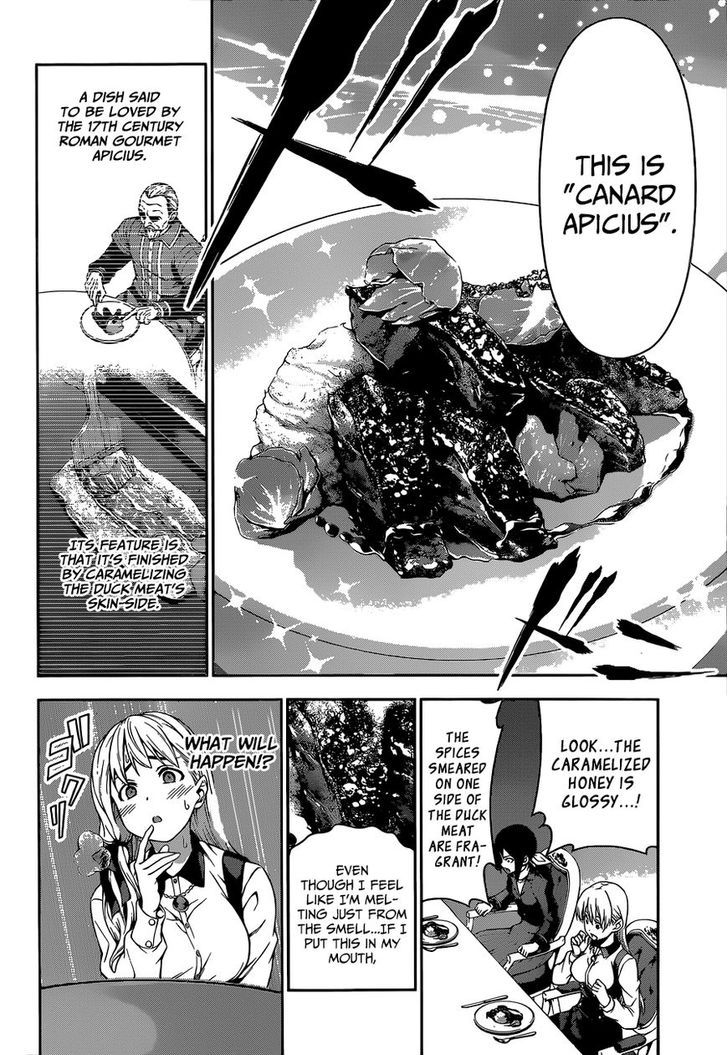 THIS IS
"CANARD
APICIUS".
A DISH SAID
TO BE LOVED BY
THE 17TH CENTURY
ROMAN GOURMET
APICIUS.
ITS FEATURE IS
THAT IT'S FINISHED
BY CARAMELIZING
THE DUCK MEAT'S
SKIN-SIDE.
LOOK...THE
CARAMELIZED
HONEY IS
GLOSSY...!
THE
SPICES
SMEARED
ON ONE
SIDE OF
THE DUCK
MEAT
ARE FRA-
GRANT!
EVEN
THOUGH I FEEL
LIKE I'M MEL-
TING JUST FROM
THE SMELL...IF I
PUT THIS IN MY
MOUTH,
WHAT WILL
HAPPEN!?